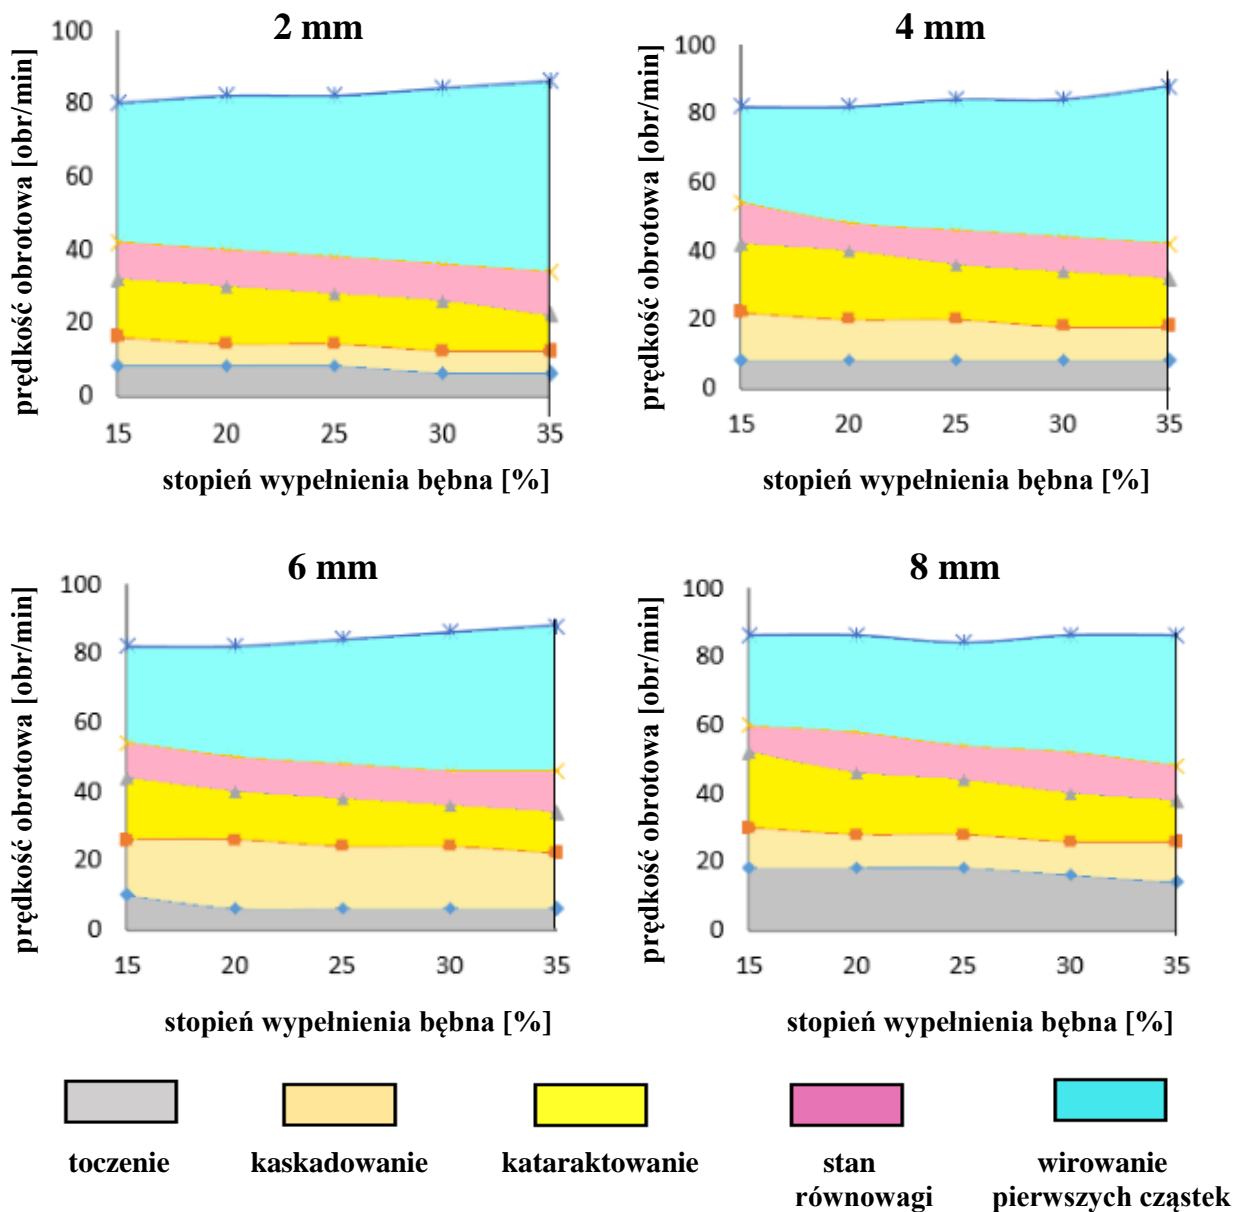 2 mm
prędkość obrotowa [obr/min]
100
80
60
40
20
0
15 20 25 30 35
stopień wypełnienia bębna [%]
4 mm
prędkość obrotowa [obr/min]
100
80
60
40
20
0
15 20 25 30 35
stopień wypełnienia bębna [%]
6 mm
prędkość obrotowa [obr/min]
100
80
60
40
20
0
15 20 25 30 35
stopień wypełnienia bębna [%]
8 mm
prędkość obrotowa [obr/min]
100
80
60
40
20
0
15 20 25 30 35
stopień wypełnienia bębna [%]
toczenie
kaskadowanie
kataraktowanie
stan
równowagi
wirowanie
pierwszych cząstek